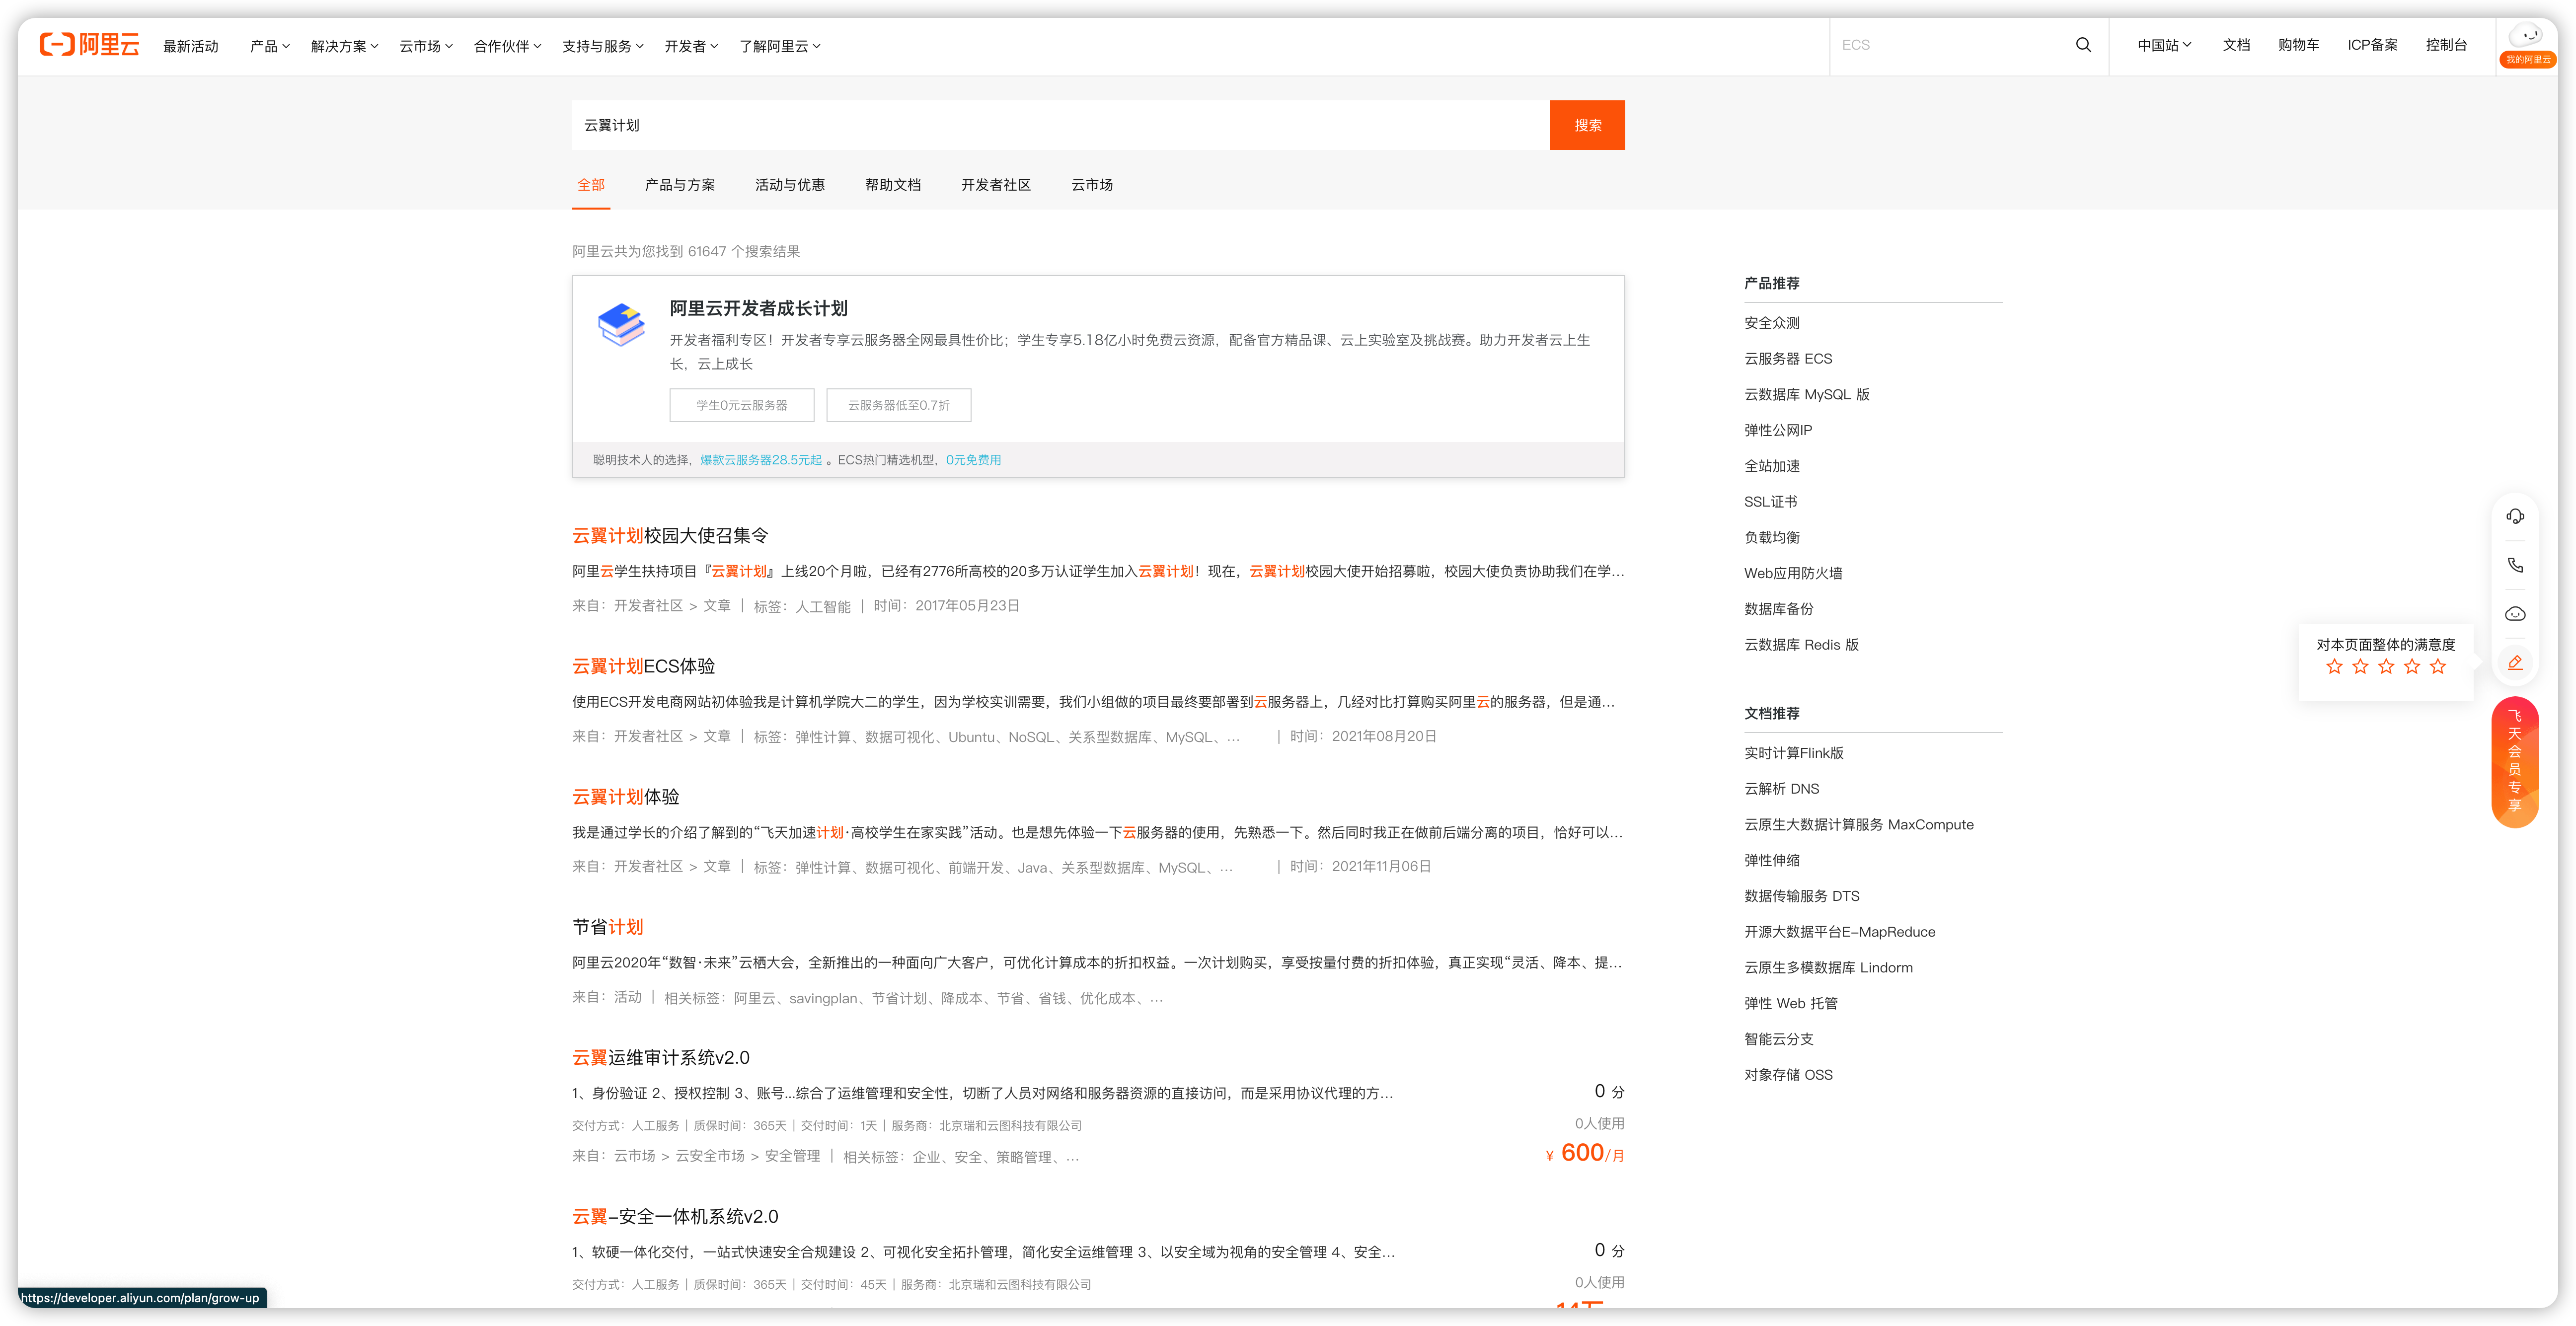 阿里云 最新活动 产品 解决方案 云市场 合作伙伴 支持与服务 开发者 了解阿里云 ECS 中国站 文档 购物车 ICP备案 控制台
我的阿里云
云翼计划 搜索
全部 产品与方案 活动与优惠 帮助文档 开发者社区 云市场
阿里云共为您找到 61647 个搜索结果
阿里云开发者成长计划
开发者福利专区！开发者专享云服务器全网最具性价比；学生专享5.18亿小时免费云资源，配备官方精品课、云上实验室及挑战赛。助力开发者云上生
长，云上成长
学生0元云服务器 云服务器低至0.7折
聪明技术人的选择，爆款云服务器28.5元起 。ECS热门精选机型，0元免费用
云翼计划校园大使召集令
阿里云学生扶持项目『云翼计划』上线20个月啦，已经有2776所高校的20多万认证学生加入云翼计划！现在，云翼计划校园大使开始招募啦，校园大使负责协助我们在学...
来自：开发者社区 > 文章 | 标签：人工智能 | 时间：2017年05月23日
云翼计划ECS体验
使用ECS开发电商网站初体验我是计算机学院大二的学生，因为学校实训需要，我们小组做的项目最终要部署到云服务器上，几经对比打算购买阿里云的服务器，但是通...
来自：开发者社区 > 文章 | 标签：弹性计算、数据可视化、Ubuntu、NoSQL、关系型数据库、MySQL、... | 时间：2021年08月20日
云翼计划体验
我是通过学长的介绍了解到的“飞天加速计划·高校学生在家实践”活动。也是想先体验一下云服务器的使用，先熟悉一下。然后同时我正在做前后端分离的项目，恰好可以...
来自：开发者社区 > 文章 | 标签：弹性计算、数据可视化、前端开发、Java、关系型数据库、MySQL、... | 时间：2021年11月06日
节省计划
阿里云2020年“数智·未来”云栖大会，全新推出的一种面向广大客户，可优化计算成本的折扣权益。一次计划购买，享受按量付费的折扣体验，真正实现“灵活、降本、提...
来自：活动 | 相关标签：阿里云、savingplan、节省计划、降成本、节省、省钱、优化成本、...
云翼运维审计系统v2.0
1、身份验证 2、授权控制 3、账号...综合了运维管理和安全性，切断了人员对网络和服务器资源的直接访问，而是采用协议代理的方... 0 分
交付方式：人工服务 | 质保时间：365天 | 交付时间：1天 | 服务商：北京瑞和云图科技有限公司 0人使用
来自：云市场 > 云安全市场 > 安全管理 | 相关标签：企业、安全、策略管理、... ¥ 600/月
云翼-安全一体机系统v2.0
1、软硬一体化交付，一站式快速安全合规建设 2、可视化安全拓扑管理，简化安全运维管理 3、以安全域为视角的安全管理 4、安全... 0 分
交付方式：人工服务 | 质保时间：365天 | 交付时间：45天 | 服务商：北京瑞和云图科技有限公司 0人使用
产品推荐
安全众测
云服务器 ECS
云数据库 MySQL 版
弹性公网IP
全站加速
SSL证书
负载均衡
Web应用防火墙
数据库备份
云数据库 Redis 版
文档推荐
实时计算Flink版
云解析 DNS
云原生大数据计算服务 MaxCompute
弹性伸缩
数据传输服务 DTS
开源大数据平台E-MapReduce
云原生多模数据库 Lindorm
弹性 Web 托管
智能云分支
对象存储 OSS
对本页面整体的满意度
飞天会员专享
https://developer.aliyun.com/plan/grow-up